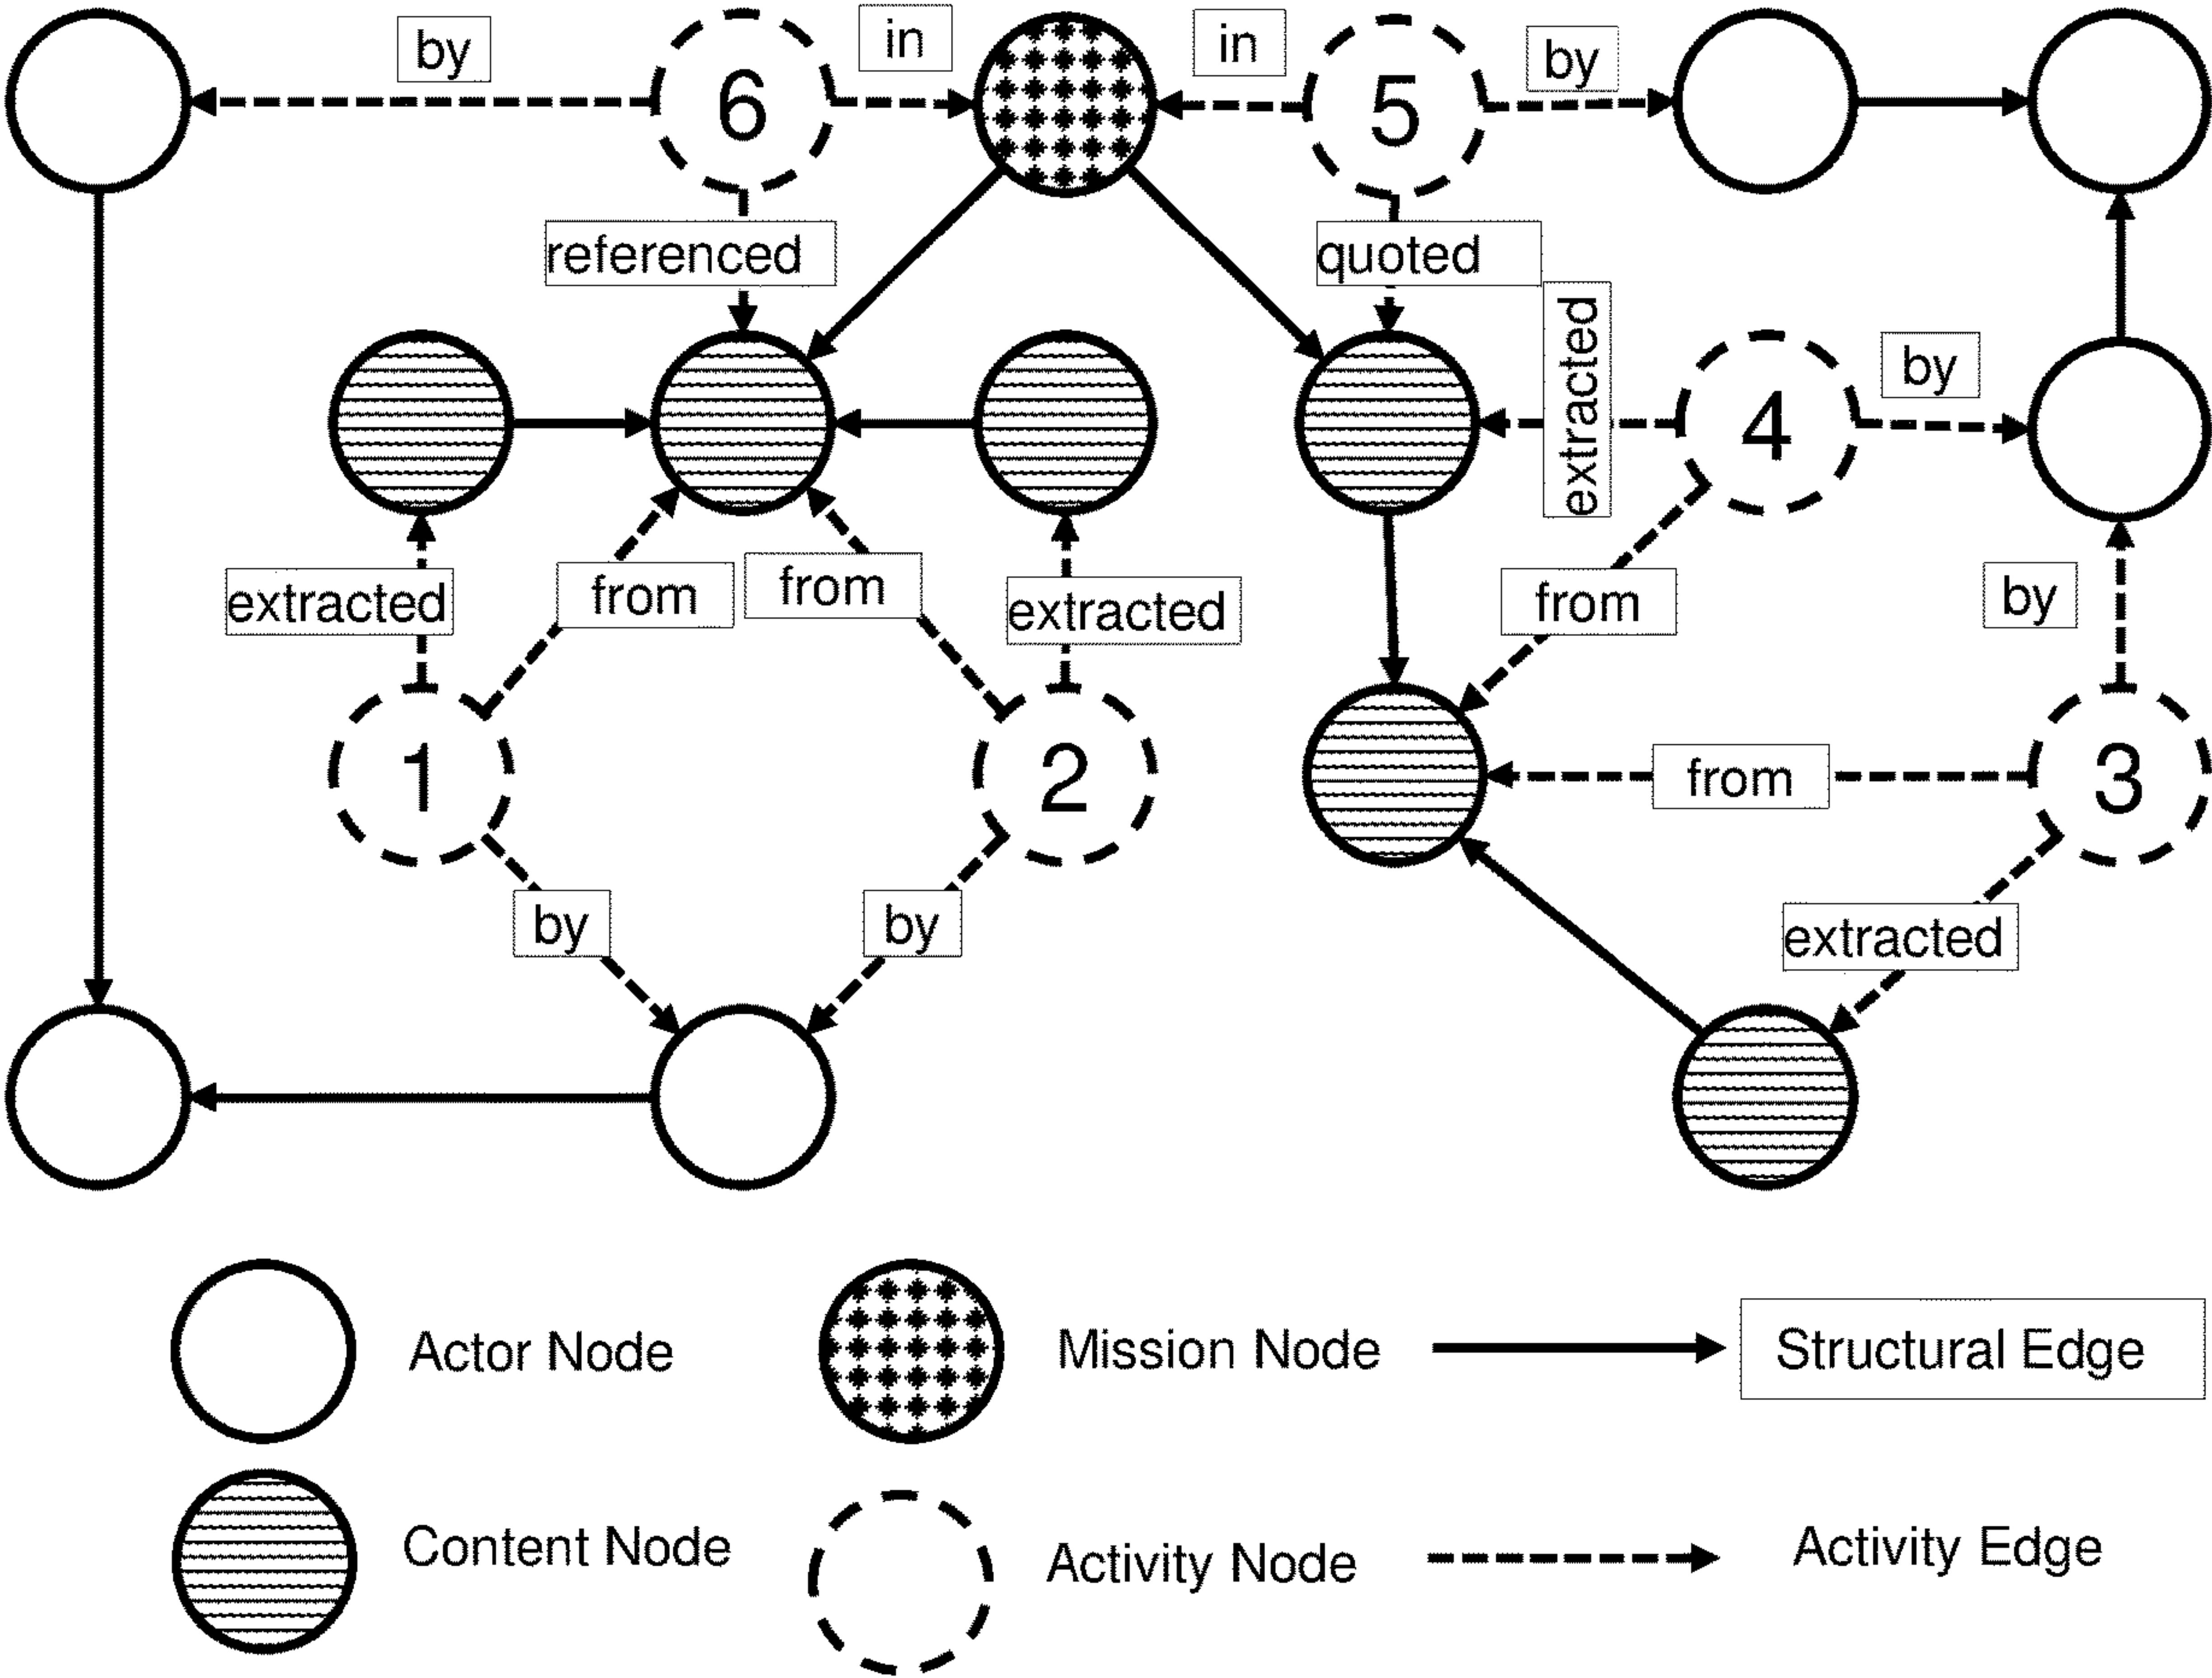 by
6
in
in
5
by
referenced
quoted
extracted
4
by
extracted
from
from
extracted
from
by
1
2
from
3
by
by
extracted
Actor Node
Mission Node
Structural Edge
Content Node
Activity Node
Activity Edge